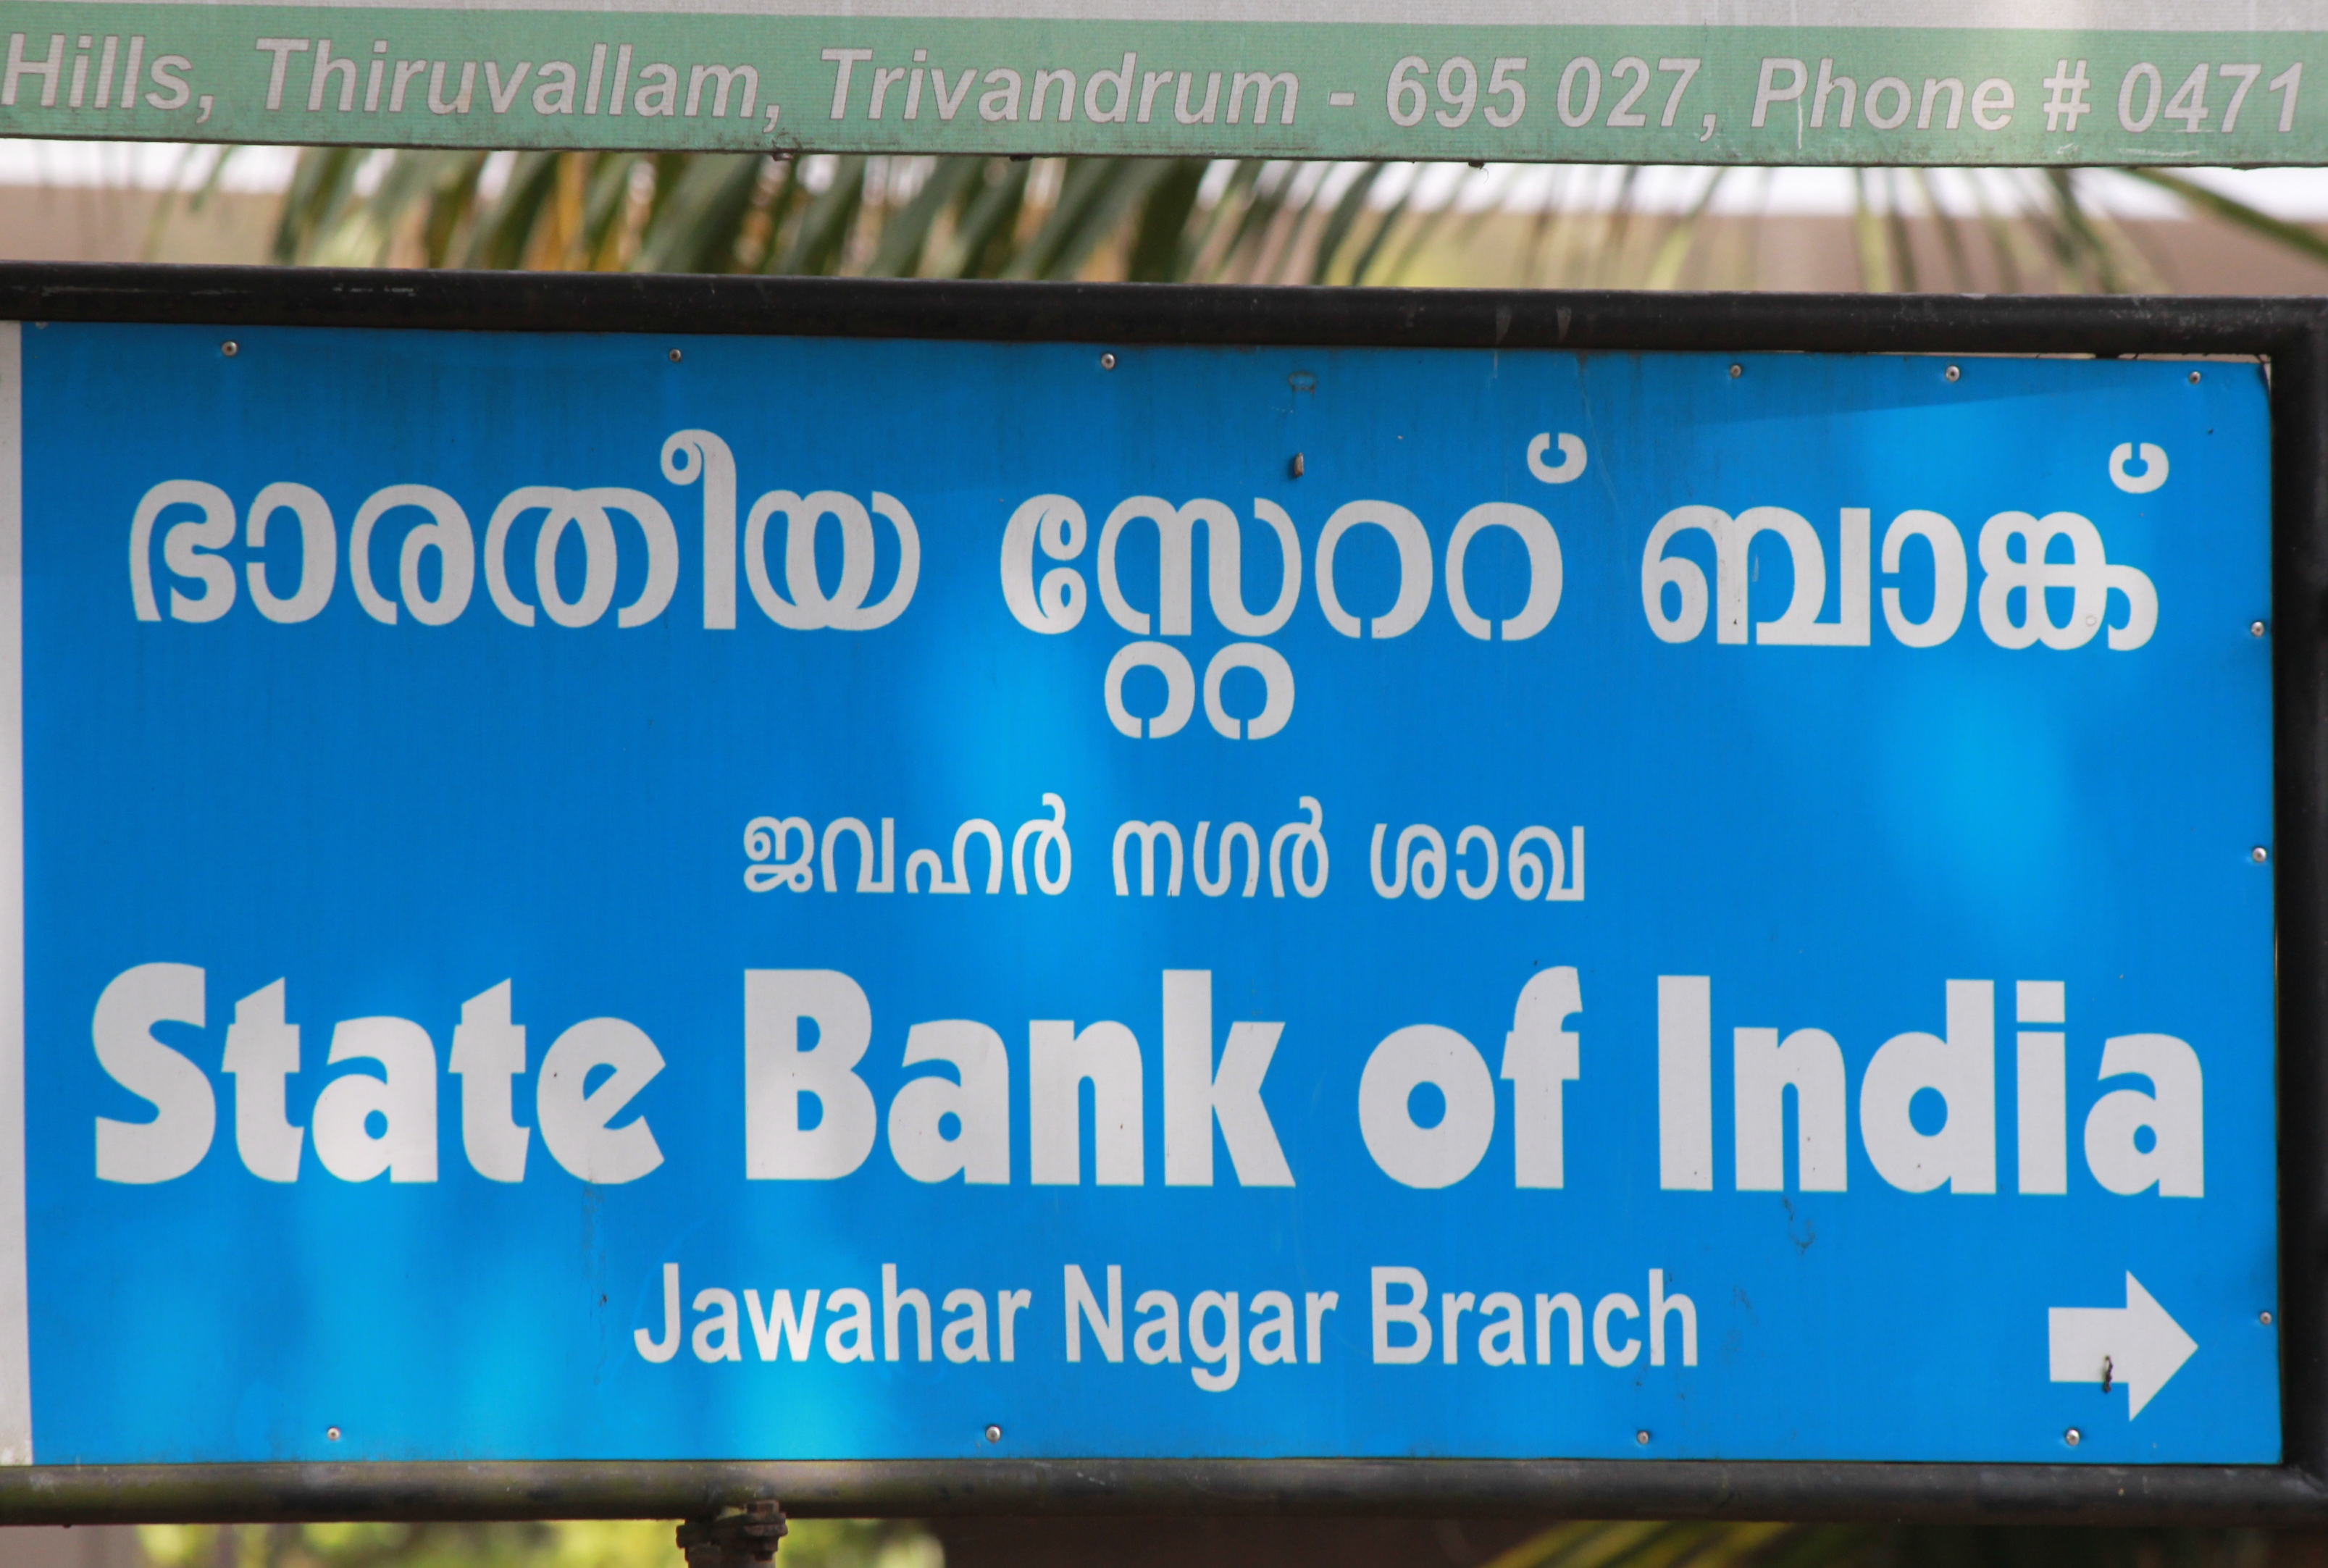 Hills, Thiruvallam, Trivandrum - 695 027, Phone # 0471
ഭാരതീയ സ്റ്റേററ് ബാങ്ക്
ജവഹർ നഗർ ശാഖ
State Bank of India
Jawahar Nagar Branch